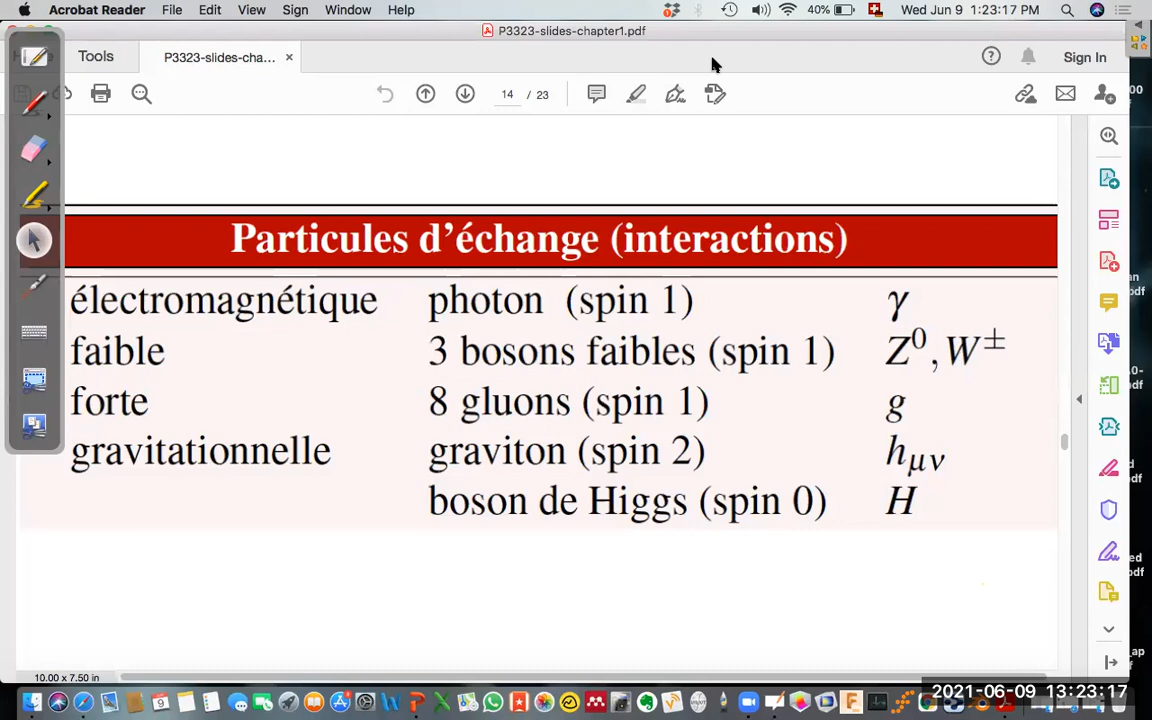 Acrobat Reader File Edit View Sign Window Help 40% Wed Jun 9 1:23:17 PM
P3323-slides-chapter1.pdf
Tools P3323-slides-cha... × Sign In
14 / 23
Particules d'échange (interactions)
électromagnétique photon (spin 1) γ
faible 3 bosons faibles (spin 1) Z⁰, W±
forte 8 gluons (spin 1) g
gravitationnelle graviton (spin 2) hμν
boson de Higgs (spin 0) H
10.00 x 7.50 in
2021-06-09 13:23:17